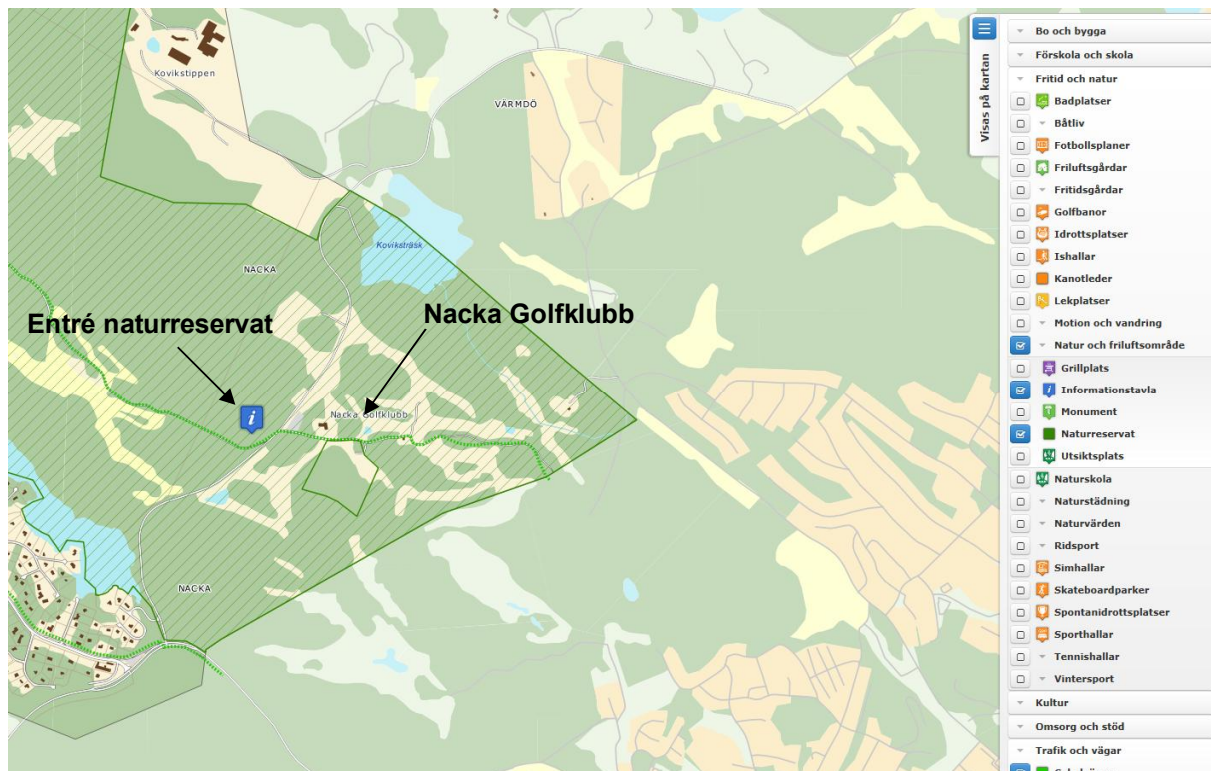 Kovikstippen
VÄRMDÖ
Koviksträsk
NACKA
Entré naturreservat
Nacka Golfklubb
Nacka Golfklubb
i
NACKA
Visas på kartan
Bo och bygga
Förskola och skola
Fritid och natur
Badplatser
Båtliv
Fotbollsplaner
Friluftsgårdar
Fritidsgårdar
Golfbanor
Idrottsplatser
Ishallar
Kanotleder
Lekplatser
Motion och vandring
Natur och friluftsområde
Grillplats
i Informationstavla
Monument
Naturreservat
Utsiktsplats
Naturskola
Naturstädning
Naturvärden
Ridsport
Simhallar
Skateboardparker
Spontanidrottsplatser
Sporthallar
Tennishallar
Vintersport
Kultur
Omsorg och stöd
Trafik och vägar